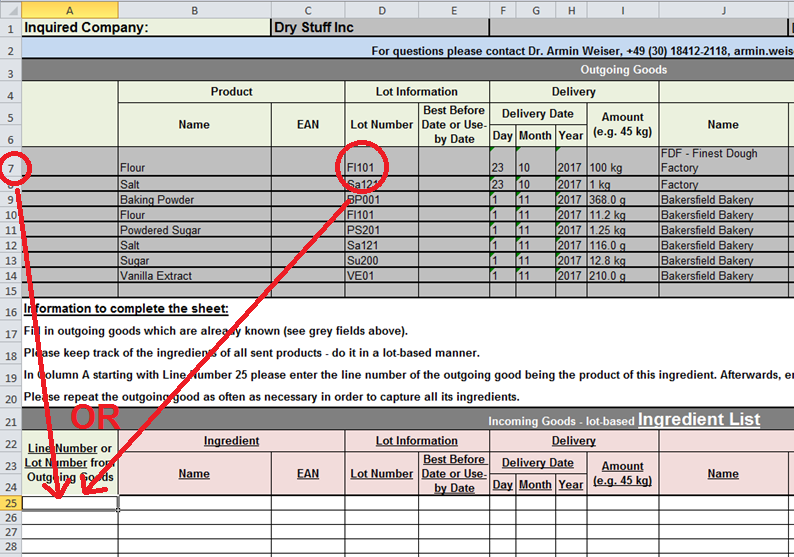 A B C D E F G H I J
1 Inquired Company: Dry Stuff Inc
2 For questions please contact Dr. Armin Weiser, +49 (30) 18412-2118, armin.weis
3 Outgoing Goods
4 Product Lot Information Delivery
5 Name EAN Lot Number Best Before Date or Use-by Date Delivery Date Amount (e.g. 45 kg) Name
6 Day Month Year
7 Flour Fl101 23 10 2017 100 kg FDF - Finest Dough Factory
8 Salt Sa121 23 10 2017 1 kg Factory
9 Baking Powder BP001 1 11 2017 368.0 g Bakersfield Bakery
10 Flour Fl101 1 11 2017 11.2 kg Bakersfield Bakery
11 Powdered Sugar PS201 1 11 2017 1.25 kg Bakersfield Bakery
12 Salt Sa121 1 11 2017 116.0 g Bakersfield Bakery
13 Sugar Su200 1 11 2017 12.8 kg Bakersfield Bakery
14 Vanilla Extract VE01 1 11 2017 210.0 g Bakersfield Bakery
15
16 Information to complete the sheet:
17 Fill in outgoing goods which are already known (see grey fields above).
18 Please keep track of the ingredients of all sent products - do it in a lot-based manner.
19 In Column A starting with Line Number 25 please enter the line number of the outgoing good being the product of this ingredient. Afterwards, en
20 Please repeat the outgoing good as often as necessary in order to capture all its ingredients.
OR
21 Incoming Goods - lot-based Ingredient List
22 Ingredient Lot Information Delivery
23 Line Number or Lot Number from Outgoing Goods Name EAN Lot Number Best Before Date or Use-by Date Delivery Date Amount (e.g. 45 kg) Name
24 Day Month Year
25
26
27
28